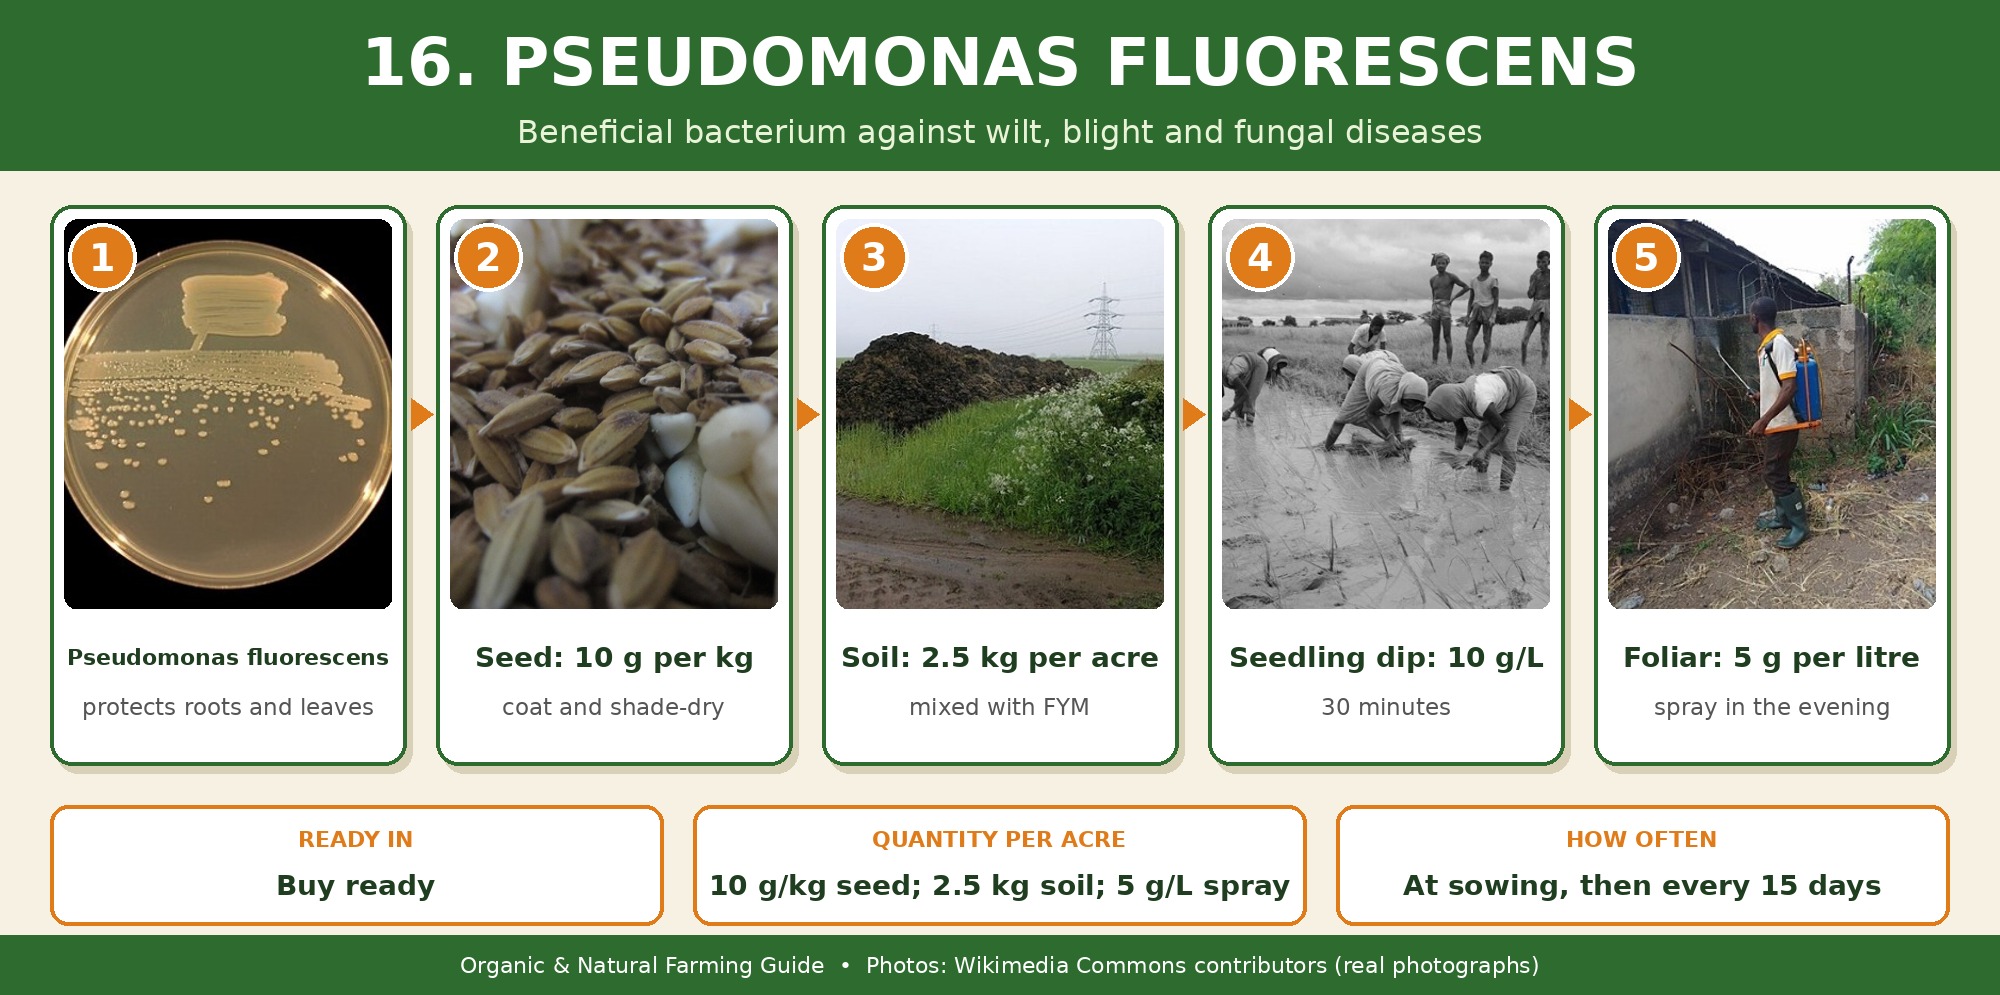 16. PSEUDOMONAS FLUORESCENS
Beneficial bacterium against wilt, blight and fungal diseases
1
2
3
4
5
Pseudomonas fluorescens
protects roots and leaves
Seed: 10 g per kg
coat and shade-dry
Soil: 2.5 kg per acre
mixed with FYM
Seedling dip: 10 g/L
30 minutes
Foliar: 5 g per litre
spray in the evening
READY IN
Buy ready
QUANTITY PER ACRE
10 g/kg seed; 2.5 kg soil; 5 g/L spray
HOW OFTEN
At sowing, then every 15 days
Organic & Natural Farming Guide • Photos: Wikimedia Commons contributors (real photographs)